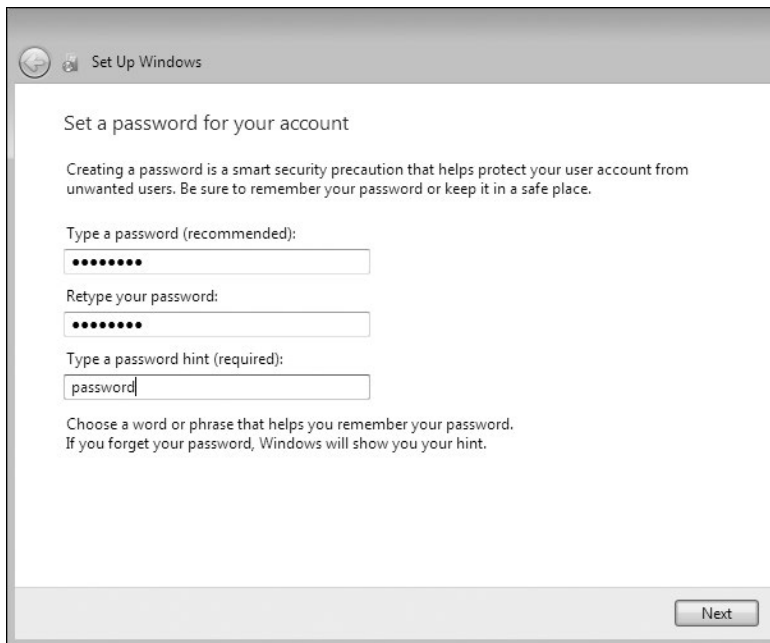 Set Up Windows
Set a password for your account
Creating a password is a smart security precaution that helps protect your user account from
unwanted users. Be sure to remember your password or keep it in a safe place.
Type a password (recommended):
••••••••
Retype your password:
••••••••
Type a password hint (required):
password
Choose a word or phrase that helps you remember your password.
If you forget your password, Windows will show you your hint.
Next